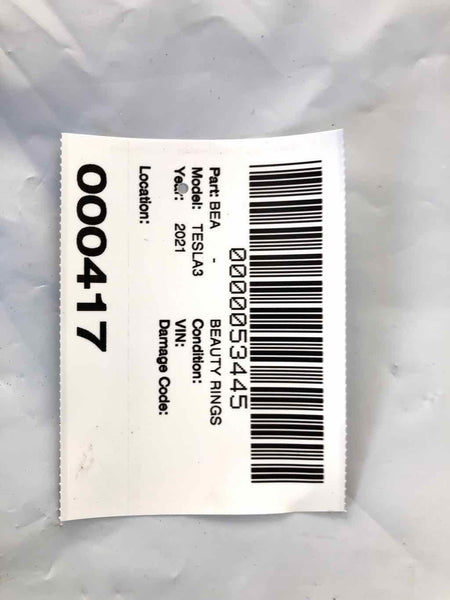 0000053445
Part: BEA - BEAUTY RINGS
Model: TESLA3 Condition:
Year: 2021 VIN:
Damage Code:
Location:
000417